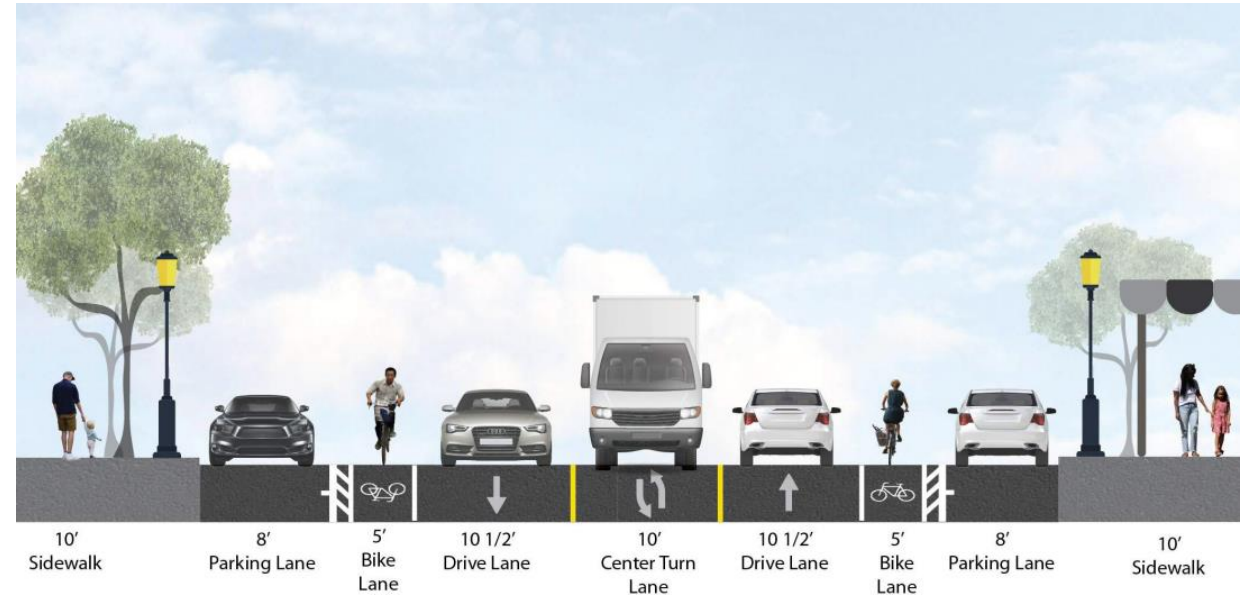 10’
Sidewalk
8’
Parking Lane
5’
Bike
Lane
10 1/2’
Drive Lane
10’
Center Turn
Lane
10 1/2’
Drive Lane
5’
Bike
Lane
8’
Parking Lane
10’
Sidewalk